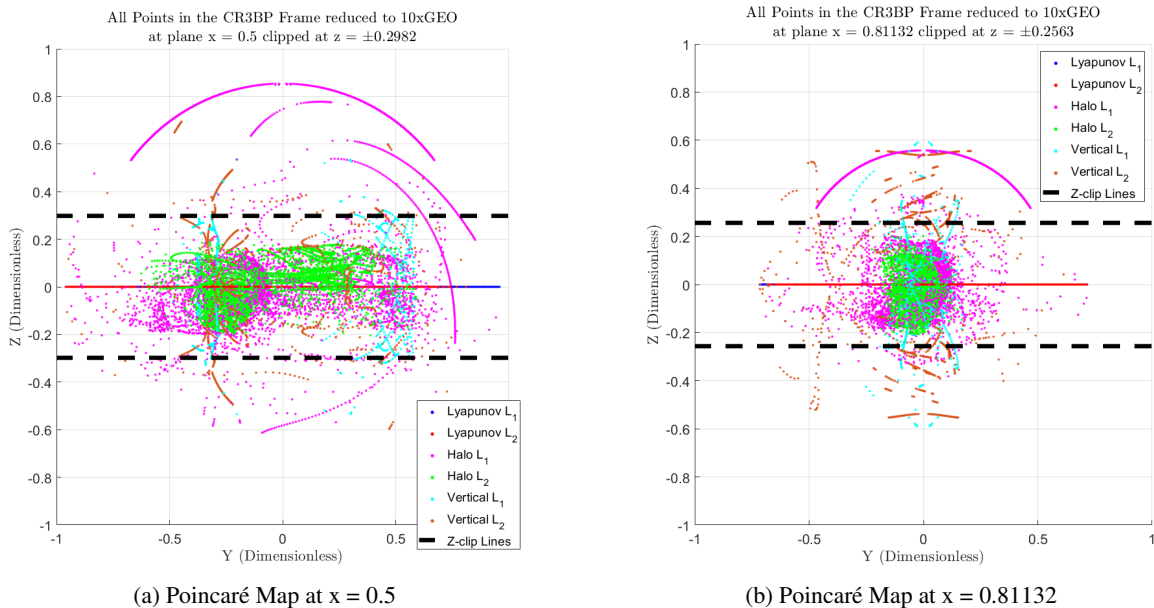 All Points in the CR3BP Frame reduced to 10xGEO
at plane x = 0.5 clipped at z = ±0.2982
1
0.8
0.6
0.4
0.2
0
-0.2
-0.4
-0.6
-0.8
-1
Z (Dimensionless)
-1
-0.5
0
0.5
Y (Dimensionless)
Lyapunov L1
Lyapunov L2
Halo L1
Halo L2
Vertical L1
Vertical L2
Z-clip Lines
(a) Poincaré Map at x = 0.5
All Points in the CR3BP Frame reduced to 10xGEO
at plane x = 0.81132 clipped at z = ±0.2563
1
0.8
0.6
0.4
0.2
0
-0.2
-0.4
-0.6
-0.8
-1
Z (Dimensionless)
-1
-0.5
0
0.5
1
Y (Dimensionless)
Lyapunov L1
Lyapunov L2
Halo L1
Halo L2
Vertical L1
Vertical L2
Z-clip Lines
(b) Poincaré Map at x = 0.81132